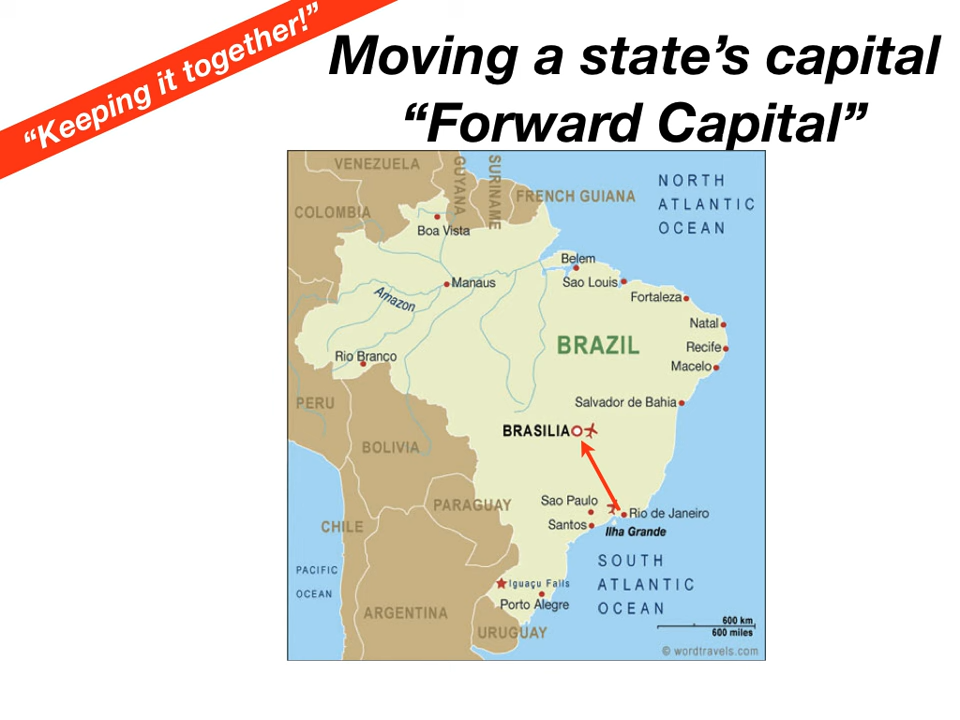 “Keeping it together!”
Moving a state’s capital
“Forward Capital”
VENEZUELA
GUYANA
SURINAME
FRENCH GUIANA
NORTH
ATLANTIC
OCEAN
COLOMBIA
Boa Vista
Belem
Manaus
Sao Louis
Amazon
Fortaleza
Natal
BRAZIL
Recife
Rio Branco
Macelo
PERU
Salvador de Bahia
BRASILIA
BOLIVIA
PARAGUAY
Sao Paulo
Rio de Janeiro
CHILE
Santos
Ilha Grande
SOUTH
ATLANTIC
OCEAN
PACIFIC
OCEAN
Iguaçu Falls
Porto Alegre
ARGENTINA
URUGUAY
600 km
600 miles
© wordtravels.com